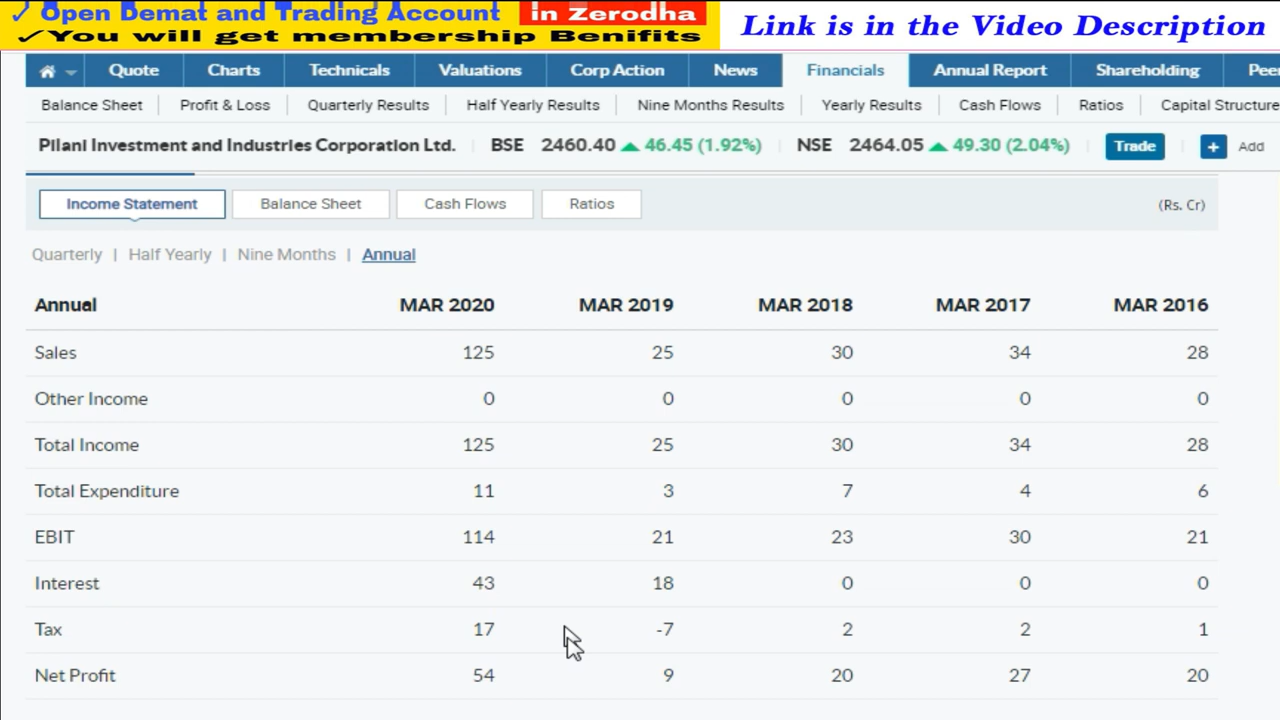 ✓ Open Demat and Trading Account in Zerodha
✓You will get membership Benifits
Link is in the Video Description
Quote Charts Technicals Valuations Corp Action News Financials Annual Report Shareholding Peer
Balance Sheet | Profit & Loss | Quarterly Results | Half Yearly Results | Nine Months Results | Yearly Results | Cash Flows | Ratios | Capital Structure
Pilani Investment and Industries Corporation Ltd. BSE 2460.40 ▲ 46.45 (1.92%) NSE 2464.05 ▲ 49.30 (2.04%) Trade + Add
Income Statement Balance Sheet Cash Flows Ratios (Rs. Cr)
Quarterly | Half Yearly | Nine Months | Annual
Annual MAR 2020 MAR 2019 MAR 2018 MAR 2017 MAR 2016
Sales 125 25 30 34 28
Other Income 0 0 0 0 0
Total Income 125 25 30 34 28
Total Expenditure 11 3 7 4 6
EBIT 114 21 23 30 21
Interest 43 18 0 0 0
Tax 17 -7 2 2 1
Net Profit 54 9 20 27 20